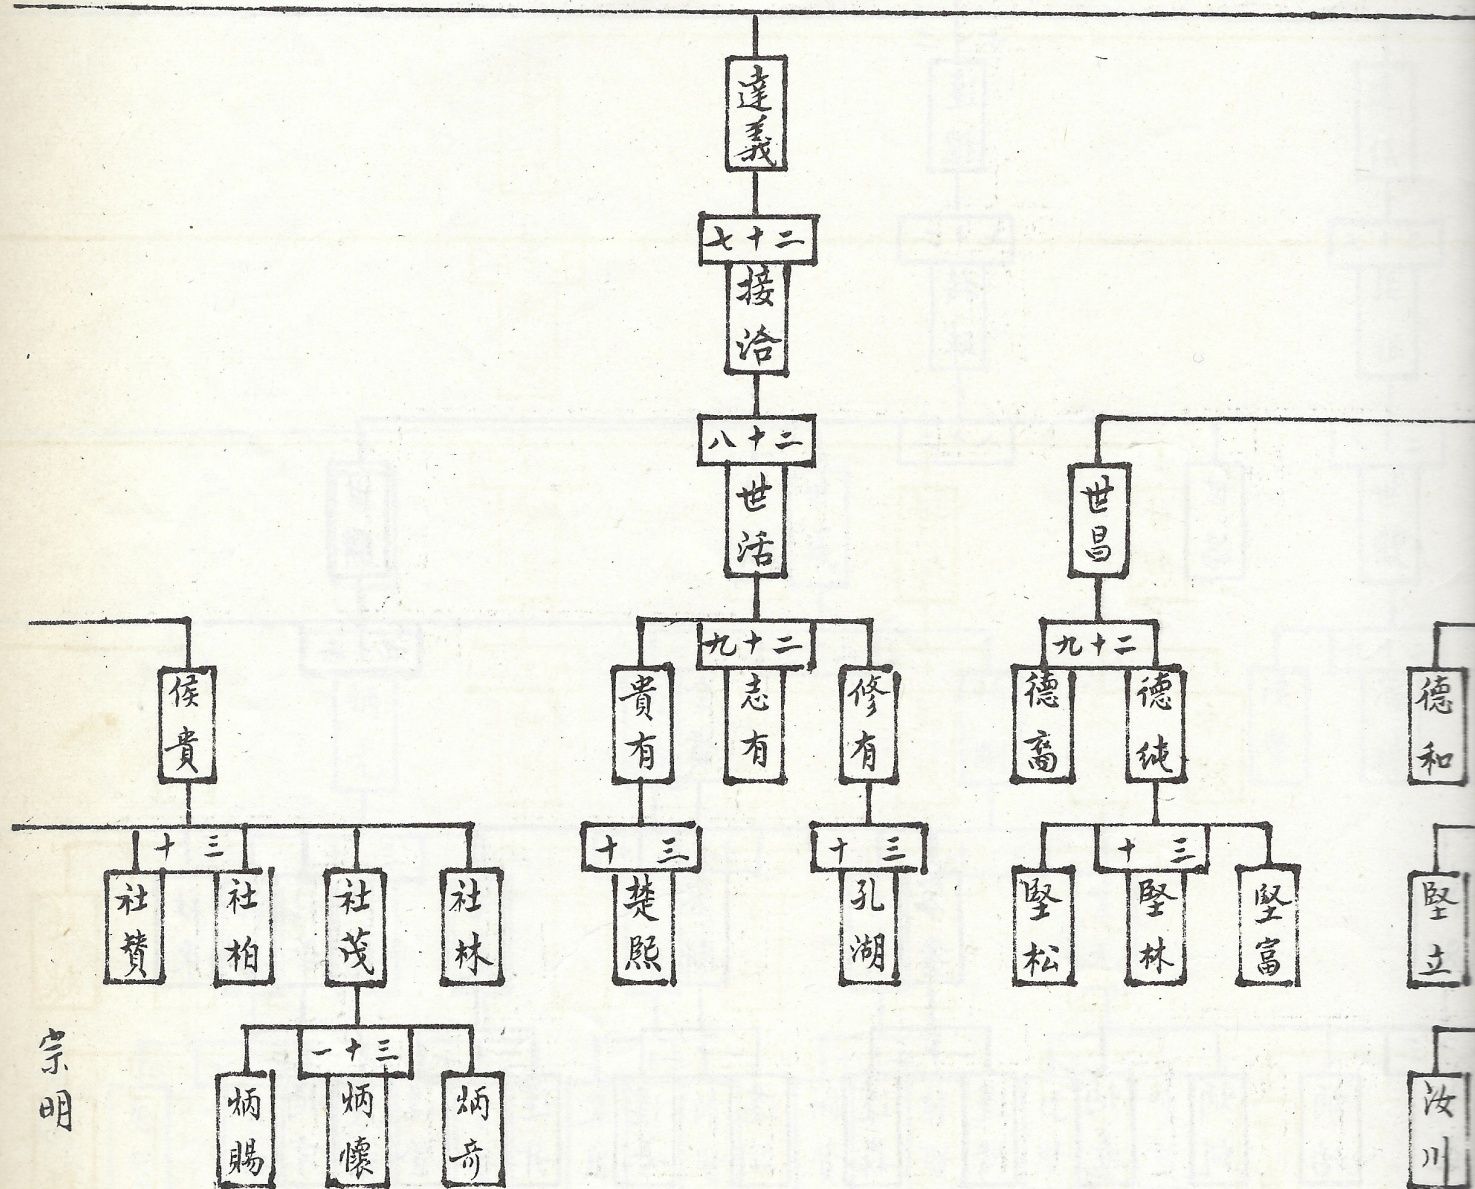 達義
二十七
接洽
二十八
世活
世昌
二十九
二十九
德和
德純
德裔
修有
志有
貴有
侯貴
三十
三十
三十
三十
堅立
堅富
堅林
堅松
孔湖
楚熙
社林
社茂
社柏
社贊
三十一
汝川
炳奇
炳懷
炳賜
宗明